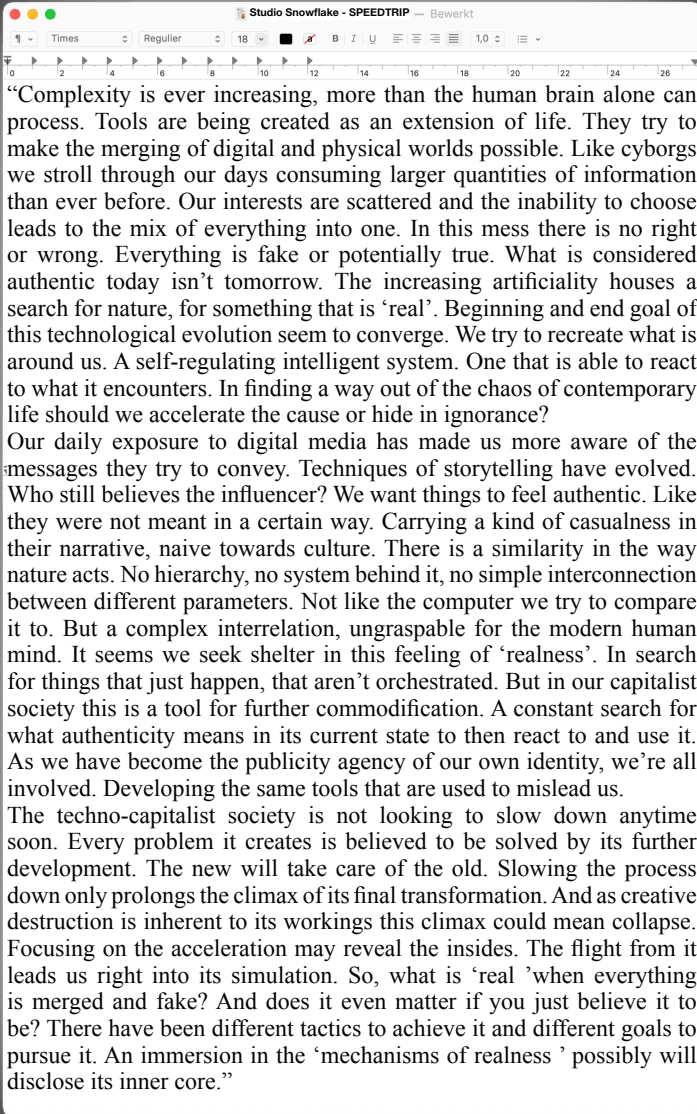 Studio Snowflake - SPEEDTRIP — Bewerkt
¶ Times Regulier 18 a B I U 1,0
0 2 4 6 8 10 12 14 16 18 20 22 24 26
“Complexity is ever increasing, more than the human brain alone can
process. Tools are being created as an extension of life. They try to
make the merging of digital and physical worlds possible. Like cyborgs
we stroll through our days consuming larger quantities of information
than ever before. Our interests are scattered and the inability to choose
leads to the mix of everything into one. In this mess there is no right
or wrong. Everything is fake or potentially true. What is considered
authentic today isn’t tomorrow. The increasing artificiality houses a
search for nature, for something that is ‘real’. Beginning and end goal of
this technological evolution seem to converge. We try to recreate what is
around us. A self-regulating intelligent system. One that is able to react
to what it encounters. In finding a way out of the chaos of contemporary
life should we accelerate the cause or hide in ignorance?
Our daily exposure to digital media has made us more aware of the
messages they try to convey. Techniques of storytelling have evolved.
Who still believes the influencer? We want things to feel authentic. Like
they were not meant in a certain way. Carrying a kind of casualness in
their narrative, naive towards culture. There is a similarity in the way
nature acts. No hierarchy, no system behind it, no simple interconnection
between different parameters. Not like the computer we try to compare
it to. But a complex interrelation, ungraspable for the modern human
mind. It seems we seek shelter in this feeling of ‘realness’. In search
for things that just happen, that aren’t orchestrated. But in our capitalist
society this is a tool for further commodification. A constant search for
what authenticity means in its current state to then react to and use it.
As we have become the publicity agency of our own identity, we’re all
involved. Developing the same tools that are used to mislead us.
The techno-capitalist society is not looking to slow down anytime
soon. Every problem it creates is believed to be solved by its further
development. The new will take care of the old. Slowing the process
down only prolongs the climax of its final transformation. And as creative
destruction is inherent to its workings this climax could mean collapse.
Focusing on the acceleration may reveal the insides. The flight from it
leads us right into its simulation. So, what is ‘real ’when everything
is merged and fake? And does it even matter if you just believe it to
be? There have been different tactics to achieve it and different goals to
pursue it. An immersion in the ‘mechanisms of realness ’ possibly will
disclose its inner core.”